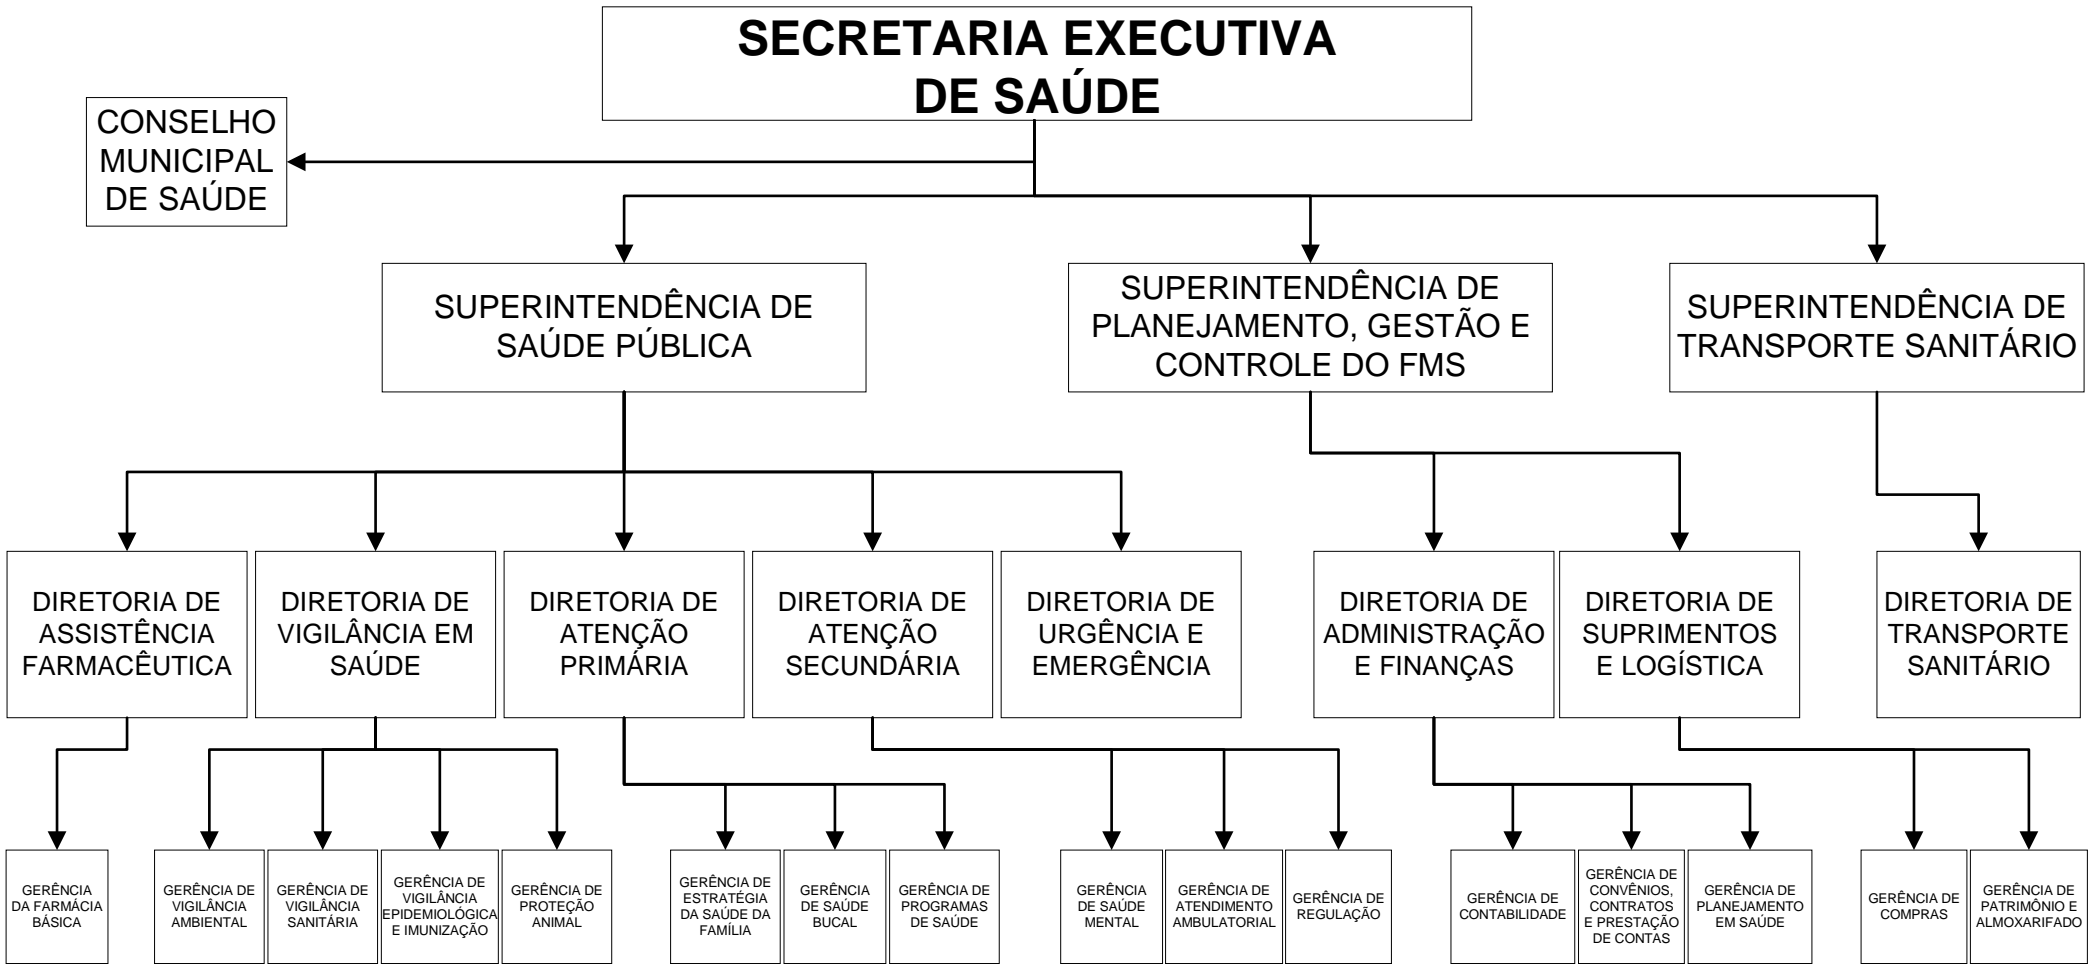 SECRETARIA EXECUTIVA
DE SAÚDE
CONSELHO
MUNICIPAL
DE SAÚDE
SUPERINTENDÊNCIA DE
SAÚDE PÚBLICA
SUPERINTENDÊNCIA DE
PLANEJAMENTO, GESTÃO E
CONTROLE DO FMS
SUPERINTENDÊNCIA DE
TRANSPORTE SANITÁRIO
DIRETORIA DE
ASSISTÊNCIA
FARMACÊUTICA
DIRETORIA DE
VIGILÂNCIA EM
SAÚDE
DIRETORIA DE
ATENÇÃO
PRIMÁRIA
DIRETORIA DE
ATENÇÃO
SECUNDÁRIA
DIRETORIA DE
URGÊNCIA E
EMERGÊNCIA
DIRETORIA DE
ADMINISTRAÇÃO
E FINANÇAS
DIRETORIA DE
SUPRIMENTOS
E LOGÍSTICA
DIRETORIA DE
TRANSPORTE
SANITÁRIO
GERÊNCIA
DA FARMÁCIA
BÁSICA
GERÊNCIA DE
VIGILÂNCIA
AMBIENTAL
GERÊNCIA DE
VIGILÂNCIA
SANITÁRIA
GERÊNCIA DE
VIGILÂNCIA
EPIDEMIOLÓGICA
E IMUNIZAÇÃO
GERÊNCIA DE
PROTEÇÃO
ANIMAL
GERÊNCIA DE
ESTRATÉGIA
DA SAÚDE DA
FAMÍLIA
GERÊNCIA
DE SAÚDE
BUCAL
GERÊNCIA DE
PROGRAMAS
DE SAÚDE
GERÊNCIA
DE SAÚDE
MENTAL
GERÊNCIA DE
ATENDIMENTO
AMBULATORIAL
GERÊNCIA DE
REGULAÇÃO
GERÊNCIA DE
CONTABILIDADE
GERÊNCIA DE
CONVÊNIOS,
CONTRATOS
E PRESTAÇÃO
DE CONTAS
GERÊNCIA DE
PLANEJAMENTO
EM SAÚDE
GERÊNCIA DE
COMPRAS
GERÊNCIA DE
PATRIMÔNIO E
ALMOXARIFADO